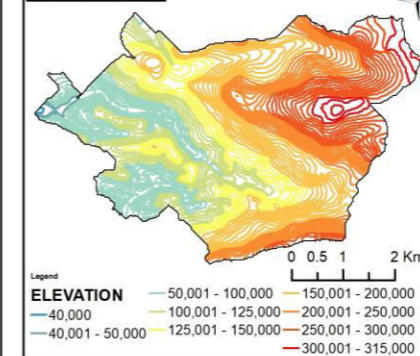 0 0.5 1 2 Km
Legend
ELEVATION
40,000
40,001 - 50,000
50,001 - 100,000
100,001 - 125,000
125,001 - 150,000
150,001 - 200,000
200,001 - 250,000
250,001 - 300,000
300,001 - 315,000